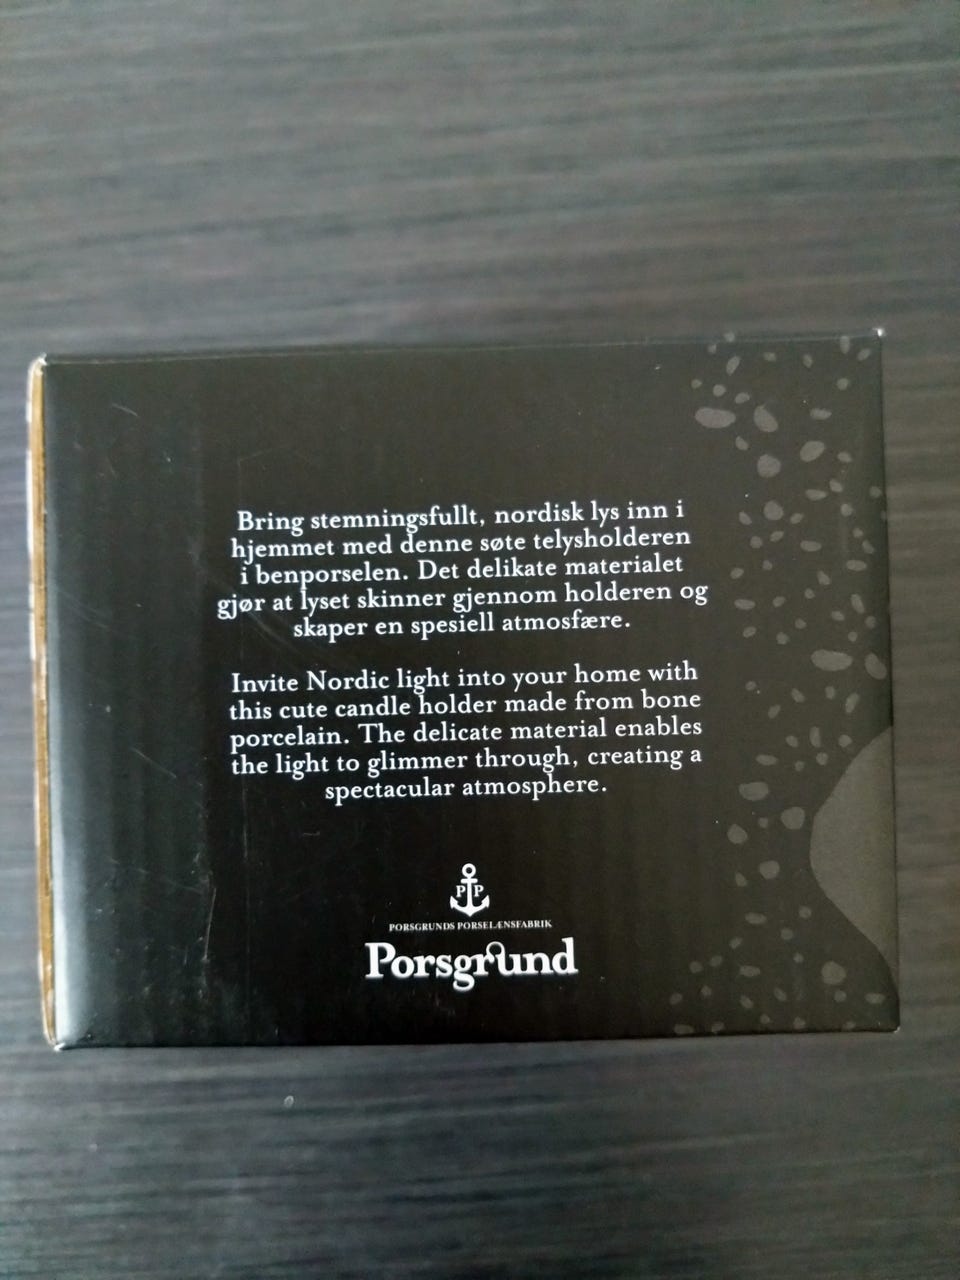 Bring stemningsfullt, nordisk lys inn i
hjemmet med denne søte telysholderen
i benporselen. Det delikate materialet
gjør at lyset skinner gjennom holderen og
skaper en spesiell atmosfære.
Invite Nordic light into your home with
this cute candle holder made from bone
porcelain. The delicate material enables
the light to glimmer through, creating a
spectacular atmosphere.
P P
PORSGRUNDS PORSELÆNSFABRIK
Porsgrund